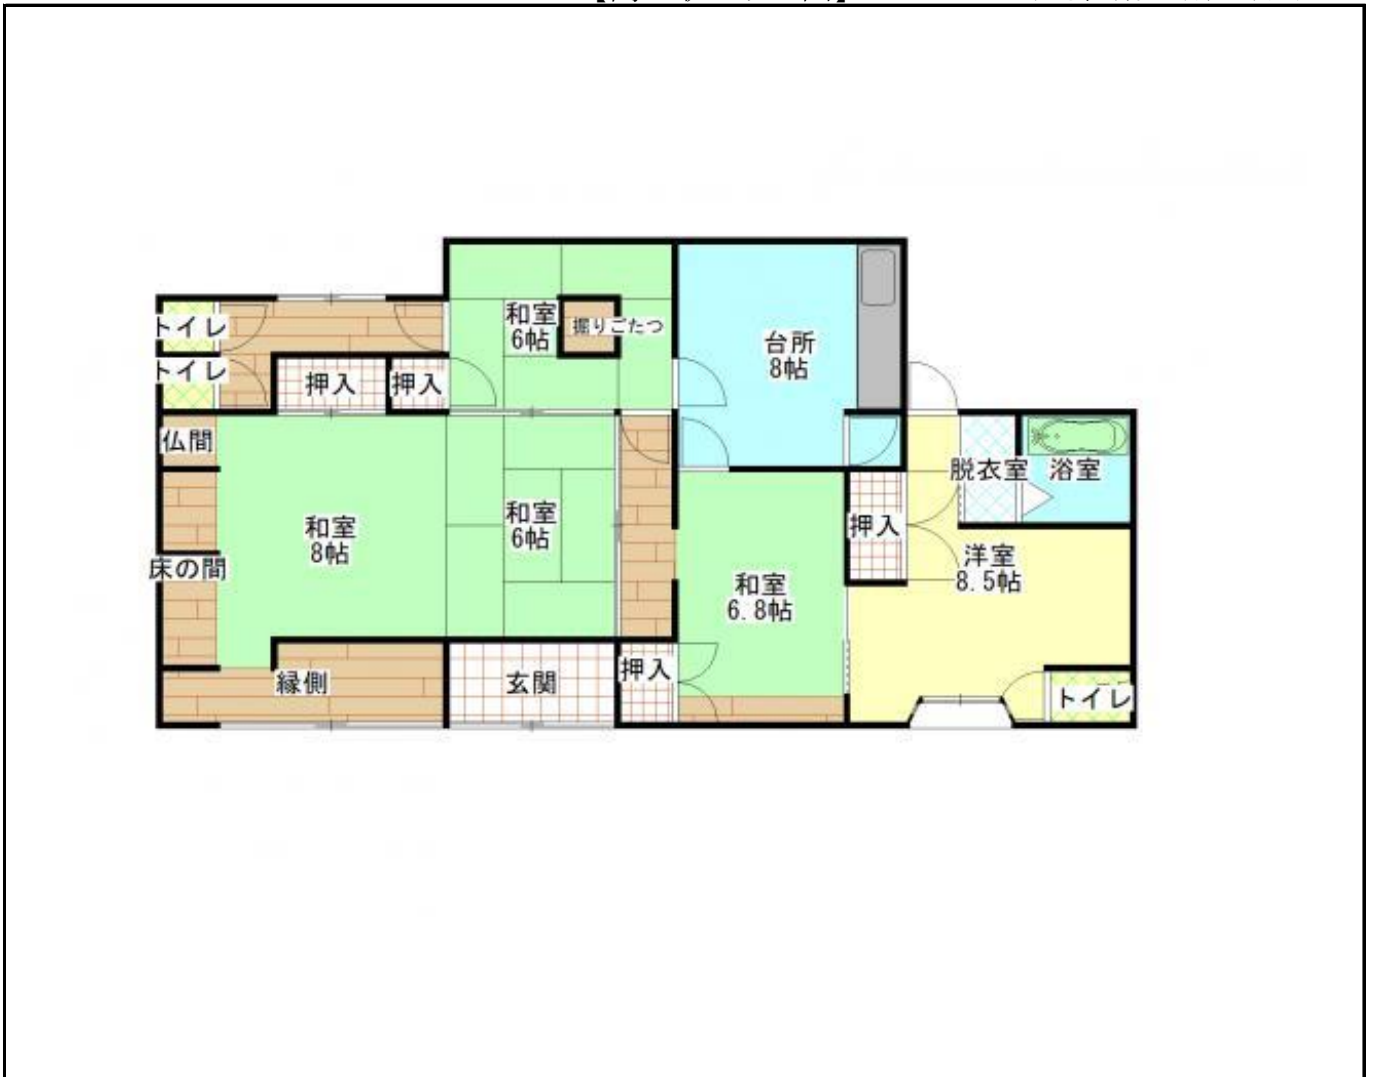 トイレ
トイレ
押入
押入
和室
6帖
掘りごたつ
台所
8帖
仏間
床の間
和室
8帖
和室
6帖
縁側
玄関
押入
和室
6.8帖
押入
脱衣室
浴室
洋室
8.5帖
トイレ